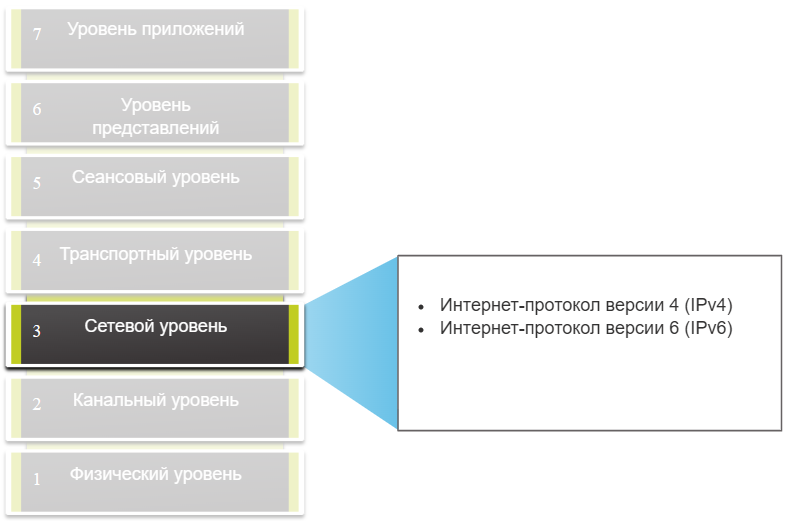 7 Уровень приложений
6 Уровень
представлений
5 Сеансовый уровень
4 Транспортный уровень
3 Сетевой уровень
• Интернет-протокол версии 4 (IPv4)
• Интернет-протокол версии 6 (IPv6)
2 Канальный уровень
1 Физический уровень